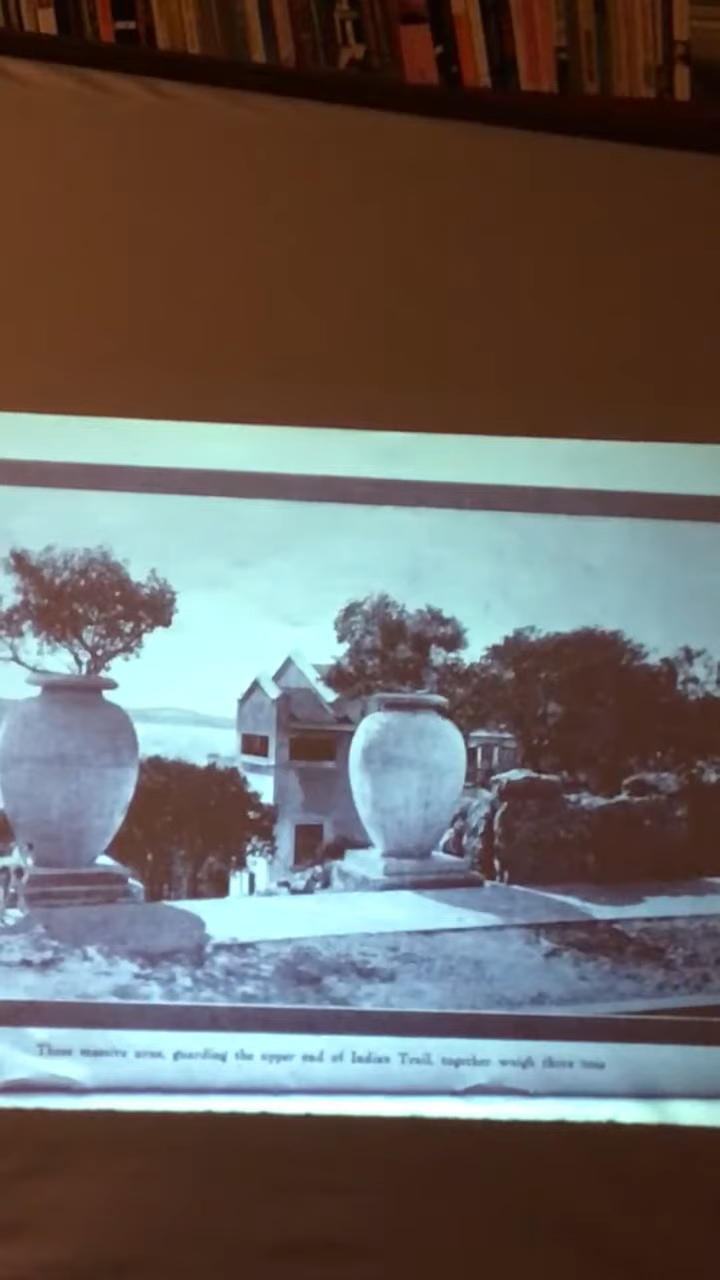 These massive urns, guarding the upper end of Indian Trail, together weigh three tons